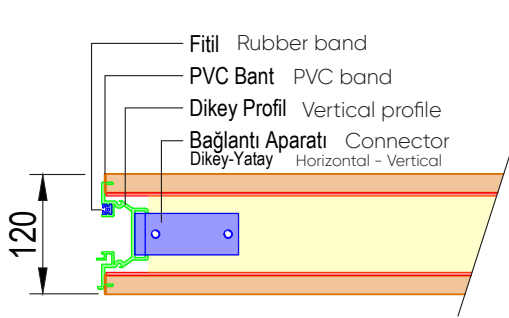 Fitil Rubber band
PVC Bant PVC band
Dikey Profil Vertical profile
Bağlantı Aparatı Connector
Dikey-Yatay Horizontal - Vertical
120